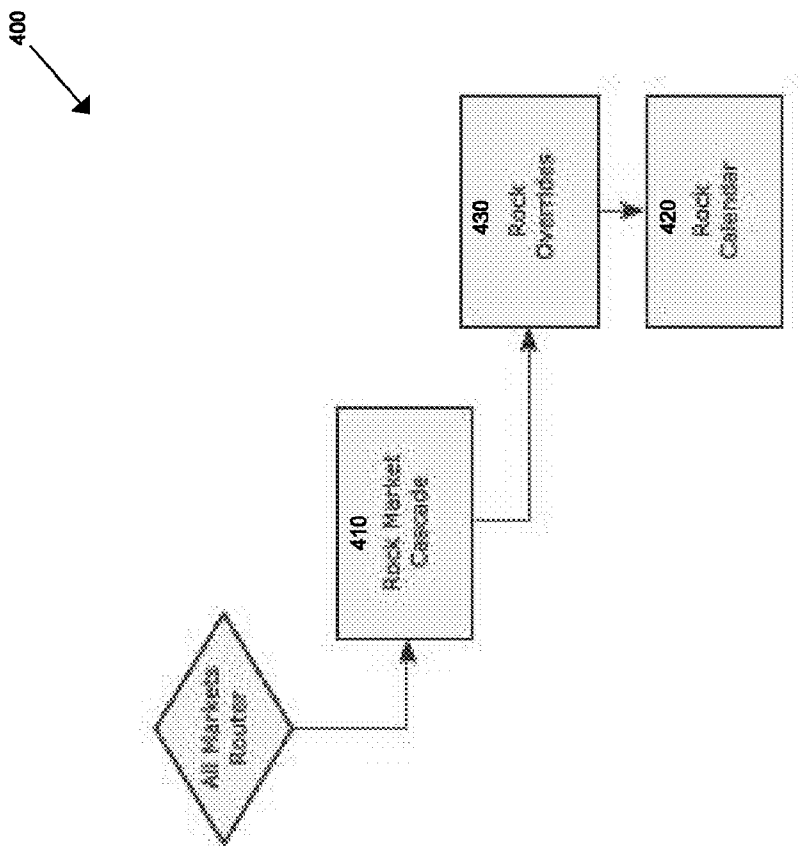 400
All Markets
Router
410
Rock Market
Cascade
430
Rock
Overrides
420
Rock
Calendar